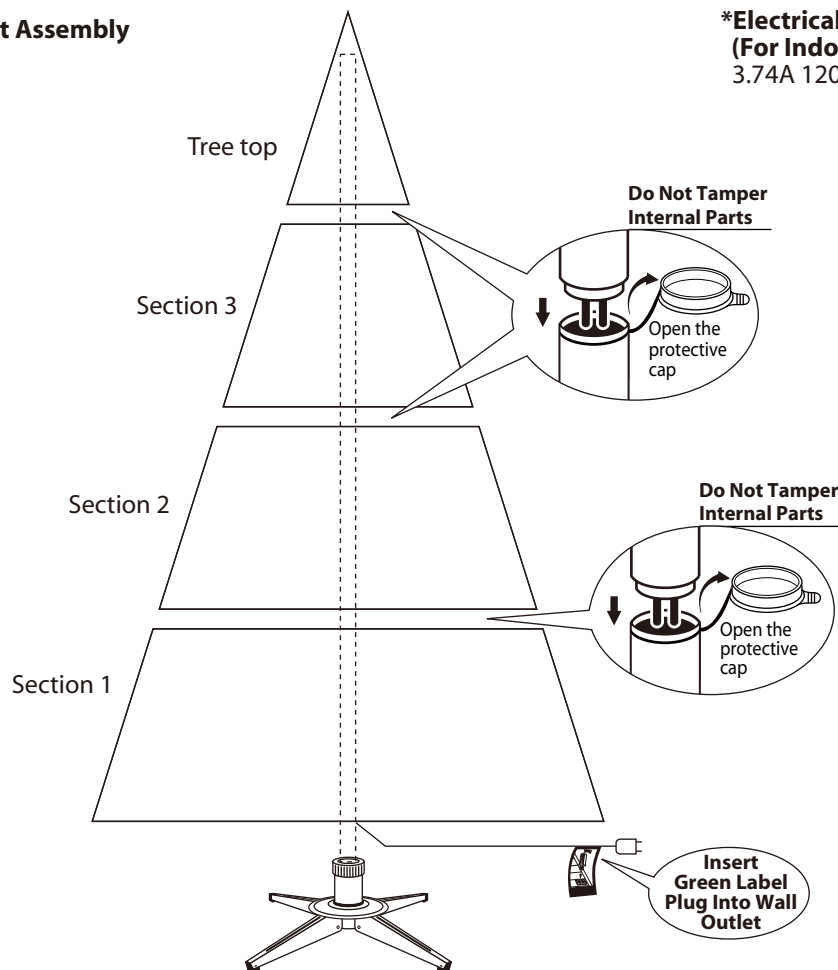 t Assembly
*Electrical
(For Indo
3.74A 120
Tree top
Do Not Tamper
Internal Parts
Open the
protective
cap
Section 3
Section 2
Do Not Tamper
Internal Parts
Open the
protective
cap
Section 1
Insert
Green Label
Plug Into Wall
Outlet